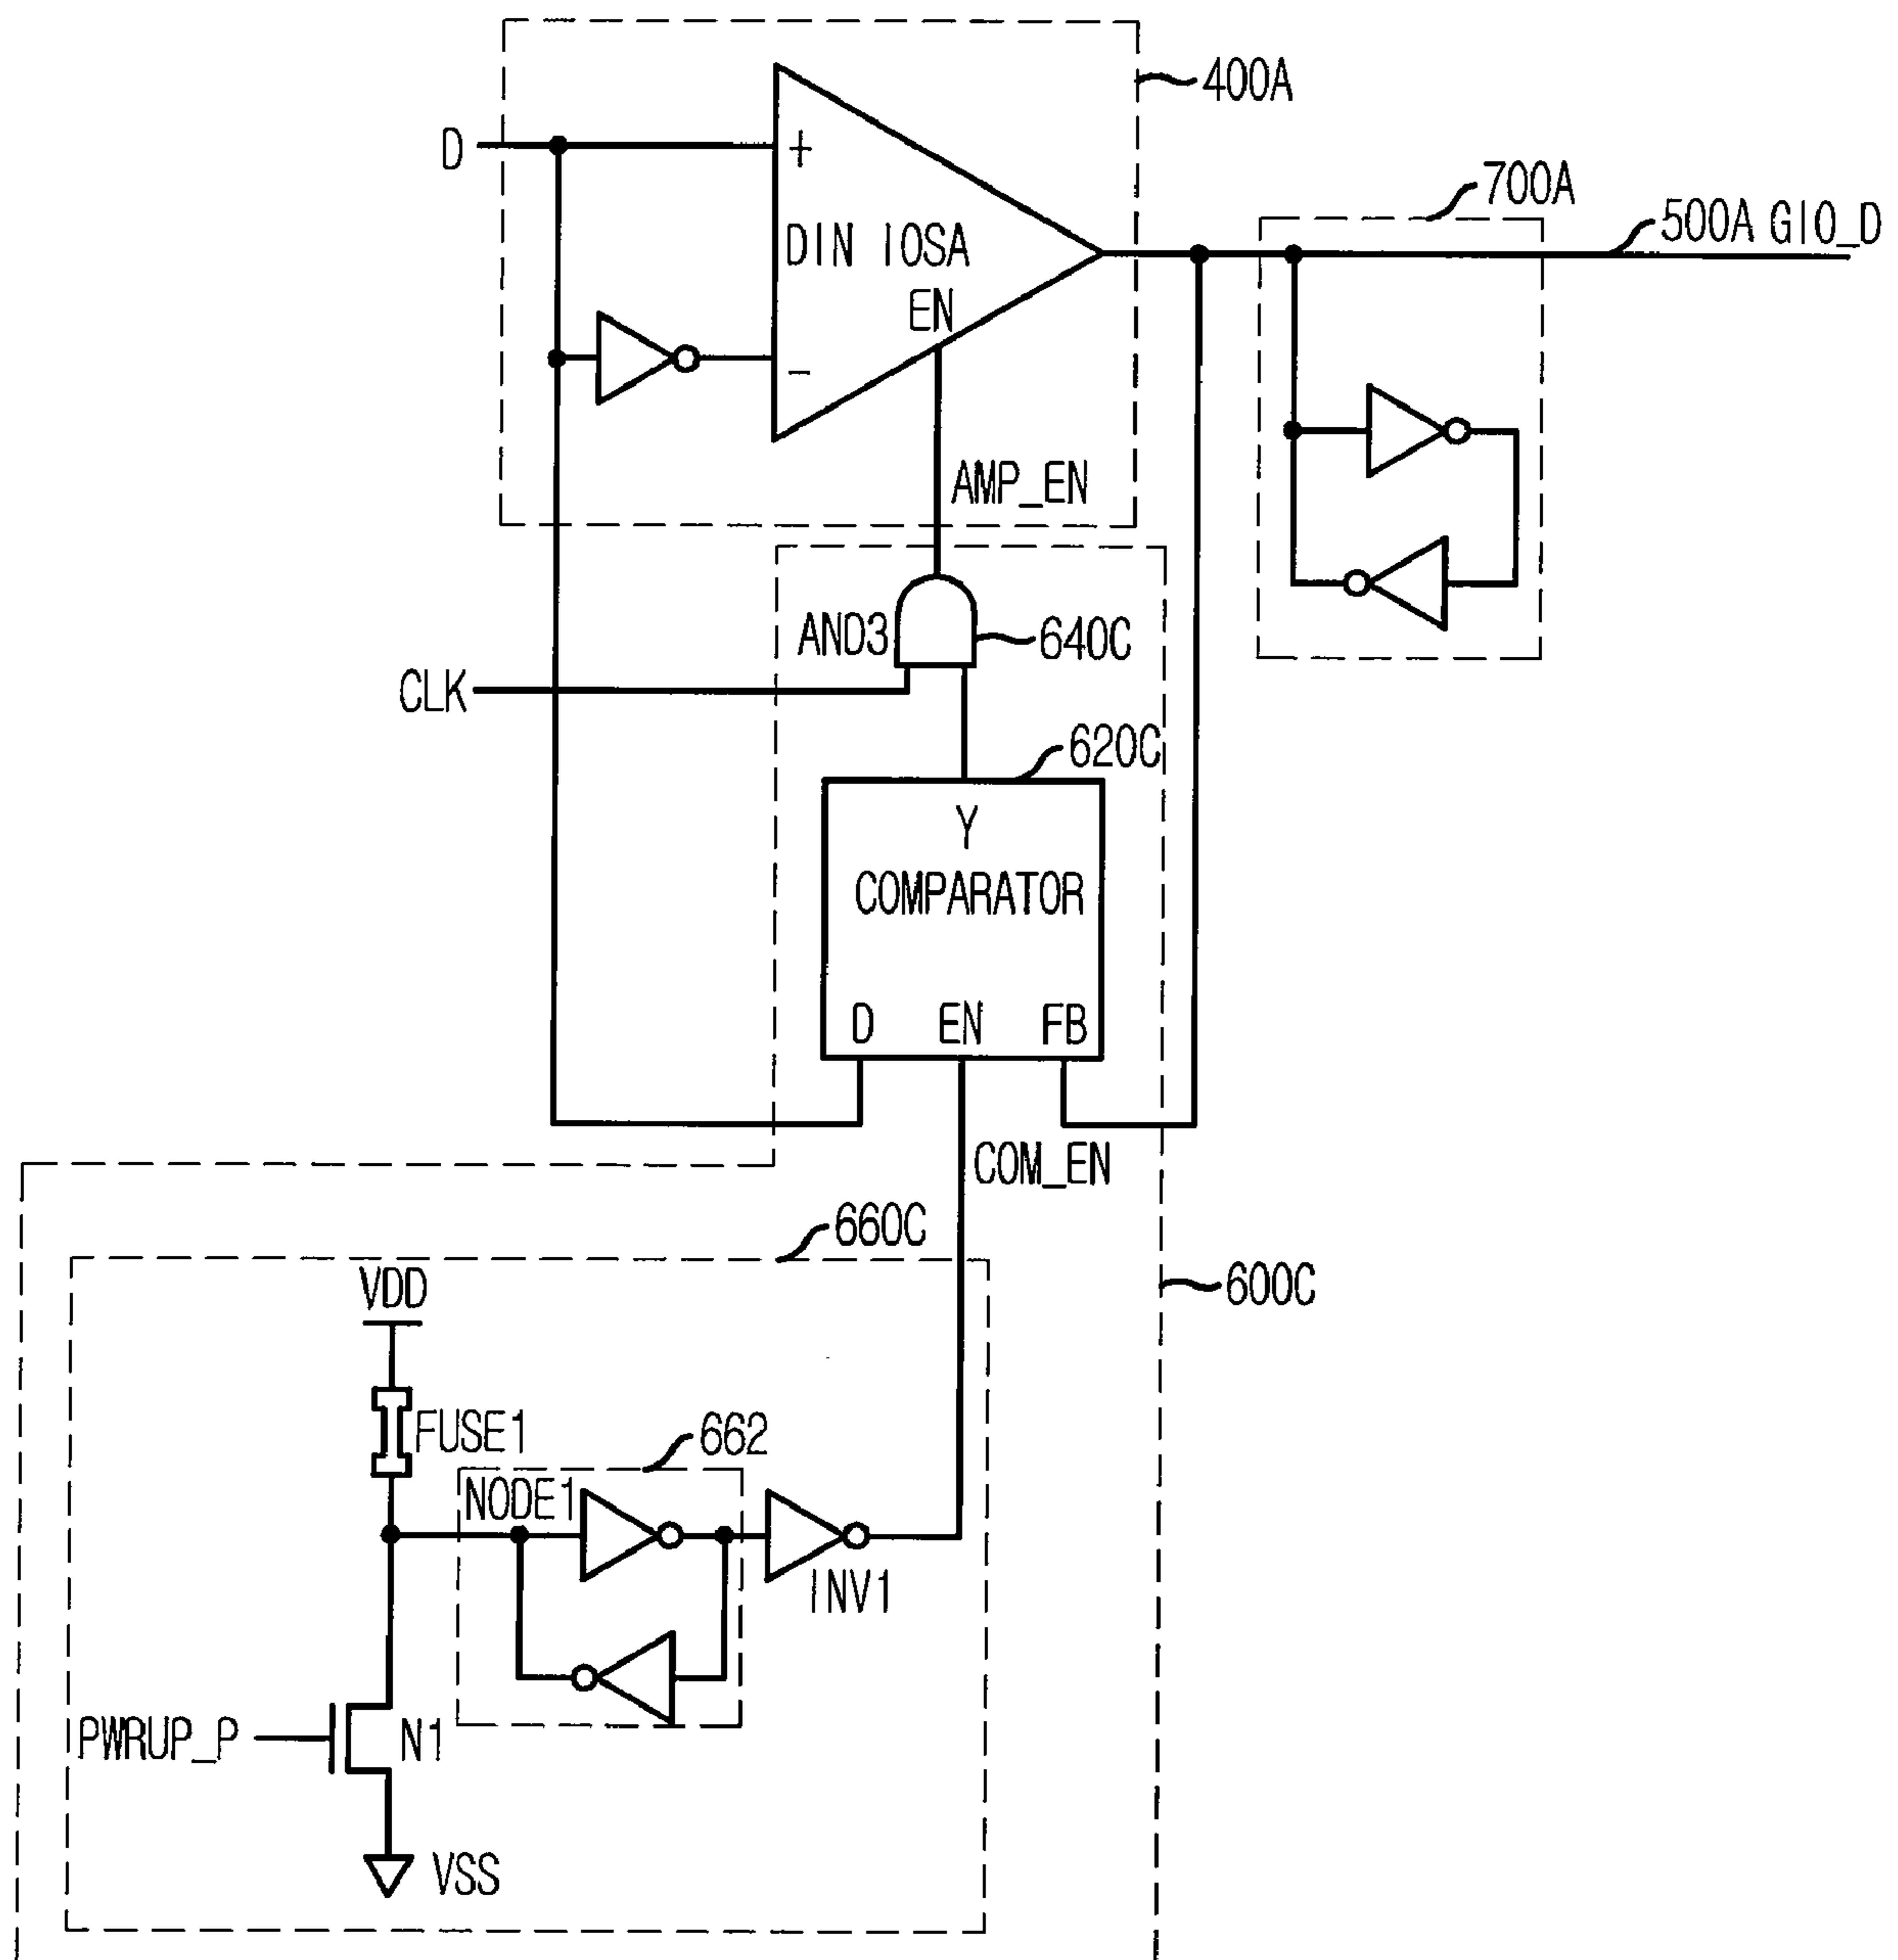 400A
D
+
700A
500A GIO_D
DIN IOSA
EN
-
AMP_EN
AND3
640C
CLK
620C
Y
COMPARATOR
D EN FB
COM_EN
660C
VDD
600C
FUSE1
662
NODE1
INV1
PWRUP_P
N1
VSS